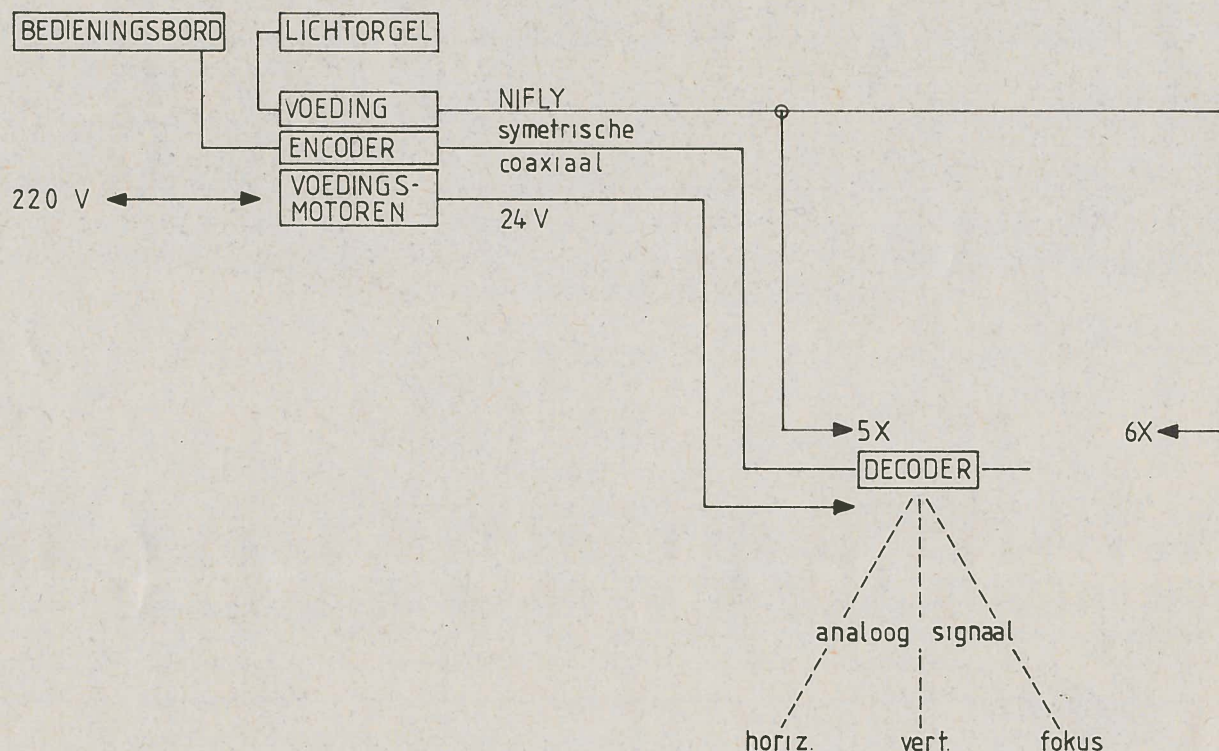 BEDIENINGSBORD
LICHTORGEL
VOEDING
NIFLY
symetrische
ENCODER
coaxiaal
VOEDINGS-
MOTOREN
220 V
24 V
5X
6X
DECODER
analoog signaal
horiz.
vert.
fokus